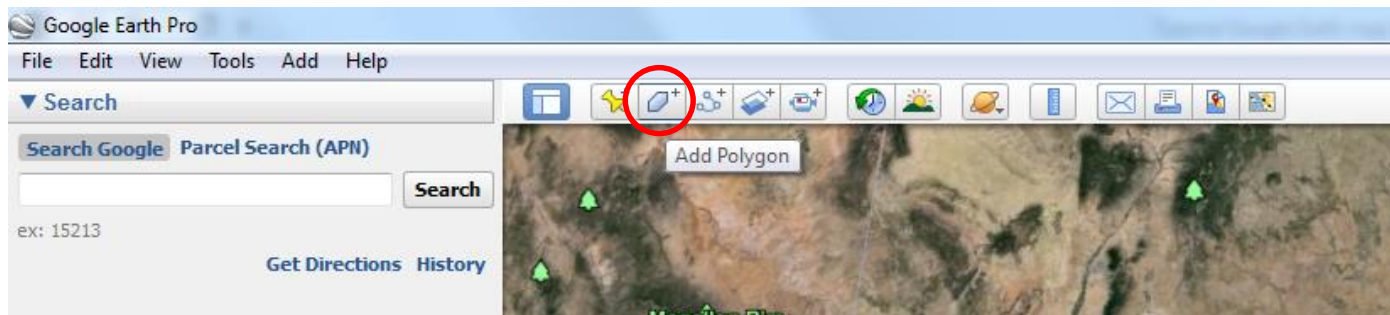 Google Earth Pro
File Edit View Tools Add Help
Search
Search Google Parcel Search (APN)
Add Polygon
Search
ex: 15213
Get Directions History